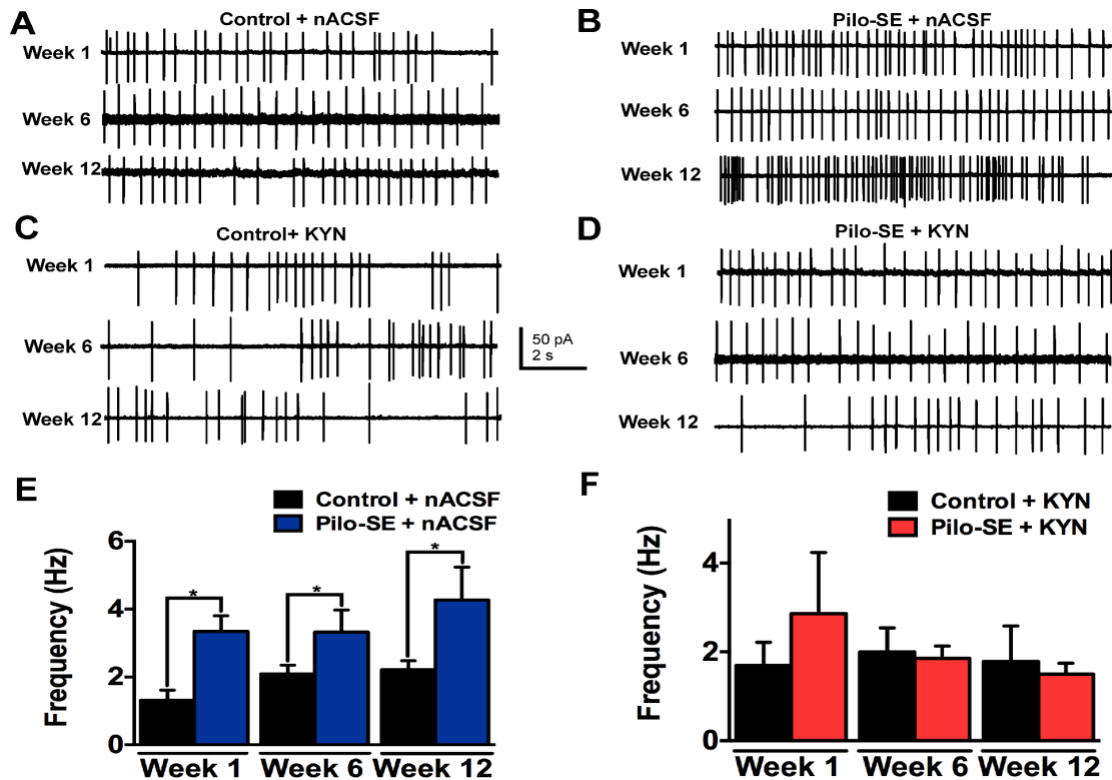 A
Control + nACSF
Week 1
Week 6
Week 12
B
Pilo-SE + nACSF
Week 1
Week 6
Week 12
C
Control+ KYN
Week 1
Week 6
Week 12
50 pA
2 s
D
Pilo-SE + KYN
Week 1
Week 6
Week 12
E
Control + nACSF
Pilo-SE + nACSF
Frequency (Hz)
6
4
2
0
* * *
Week 1 Week 6 Week 12
F
Control + KYN
Pilo-SE + KYN
Frequency (Hz)
4
2
0
Week 1 Week 6 Week 12